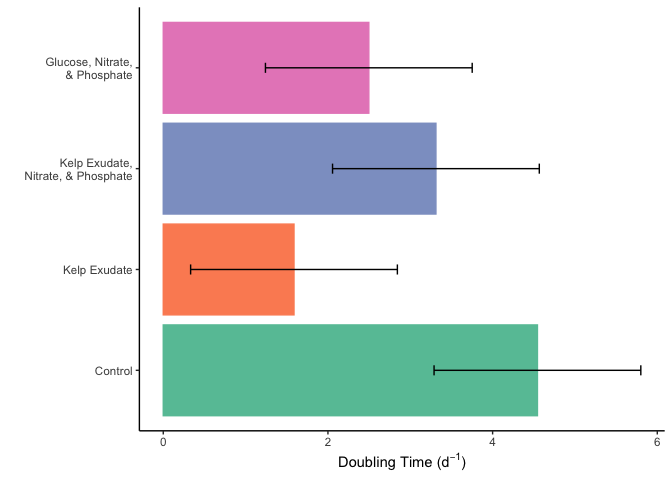 Glucose, Nitrate,
& Phosphate
Kelp Exudate,
Nitrate, & Phosphate
Kelp Exudate
Control
0 2 4 6
Doubling Time (d⁻¹)